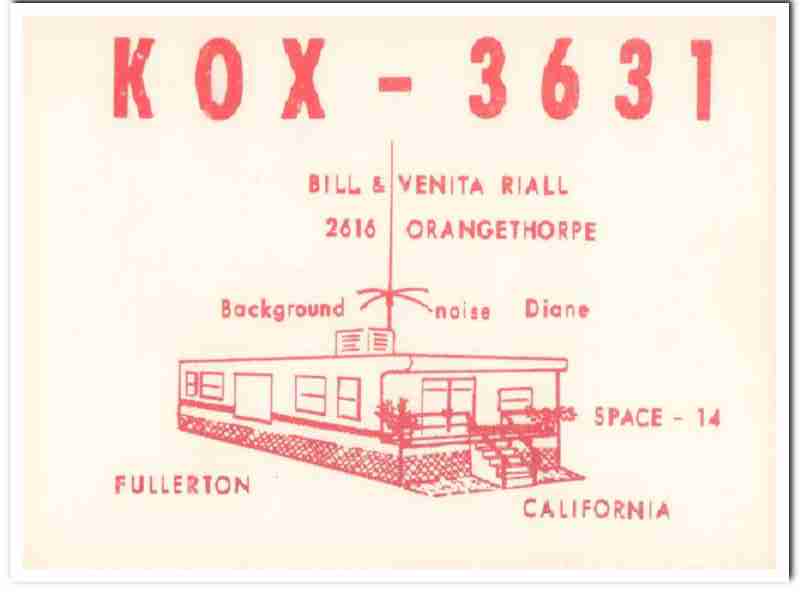 KOX - 3631
BILL & VENITA RIALL
2616 ORANGETHORPE
Background noise Diane
SPACE - 14
FULLERTON
CALIFORNIA